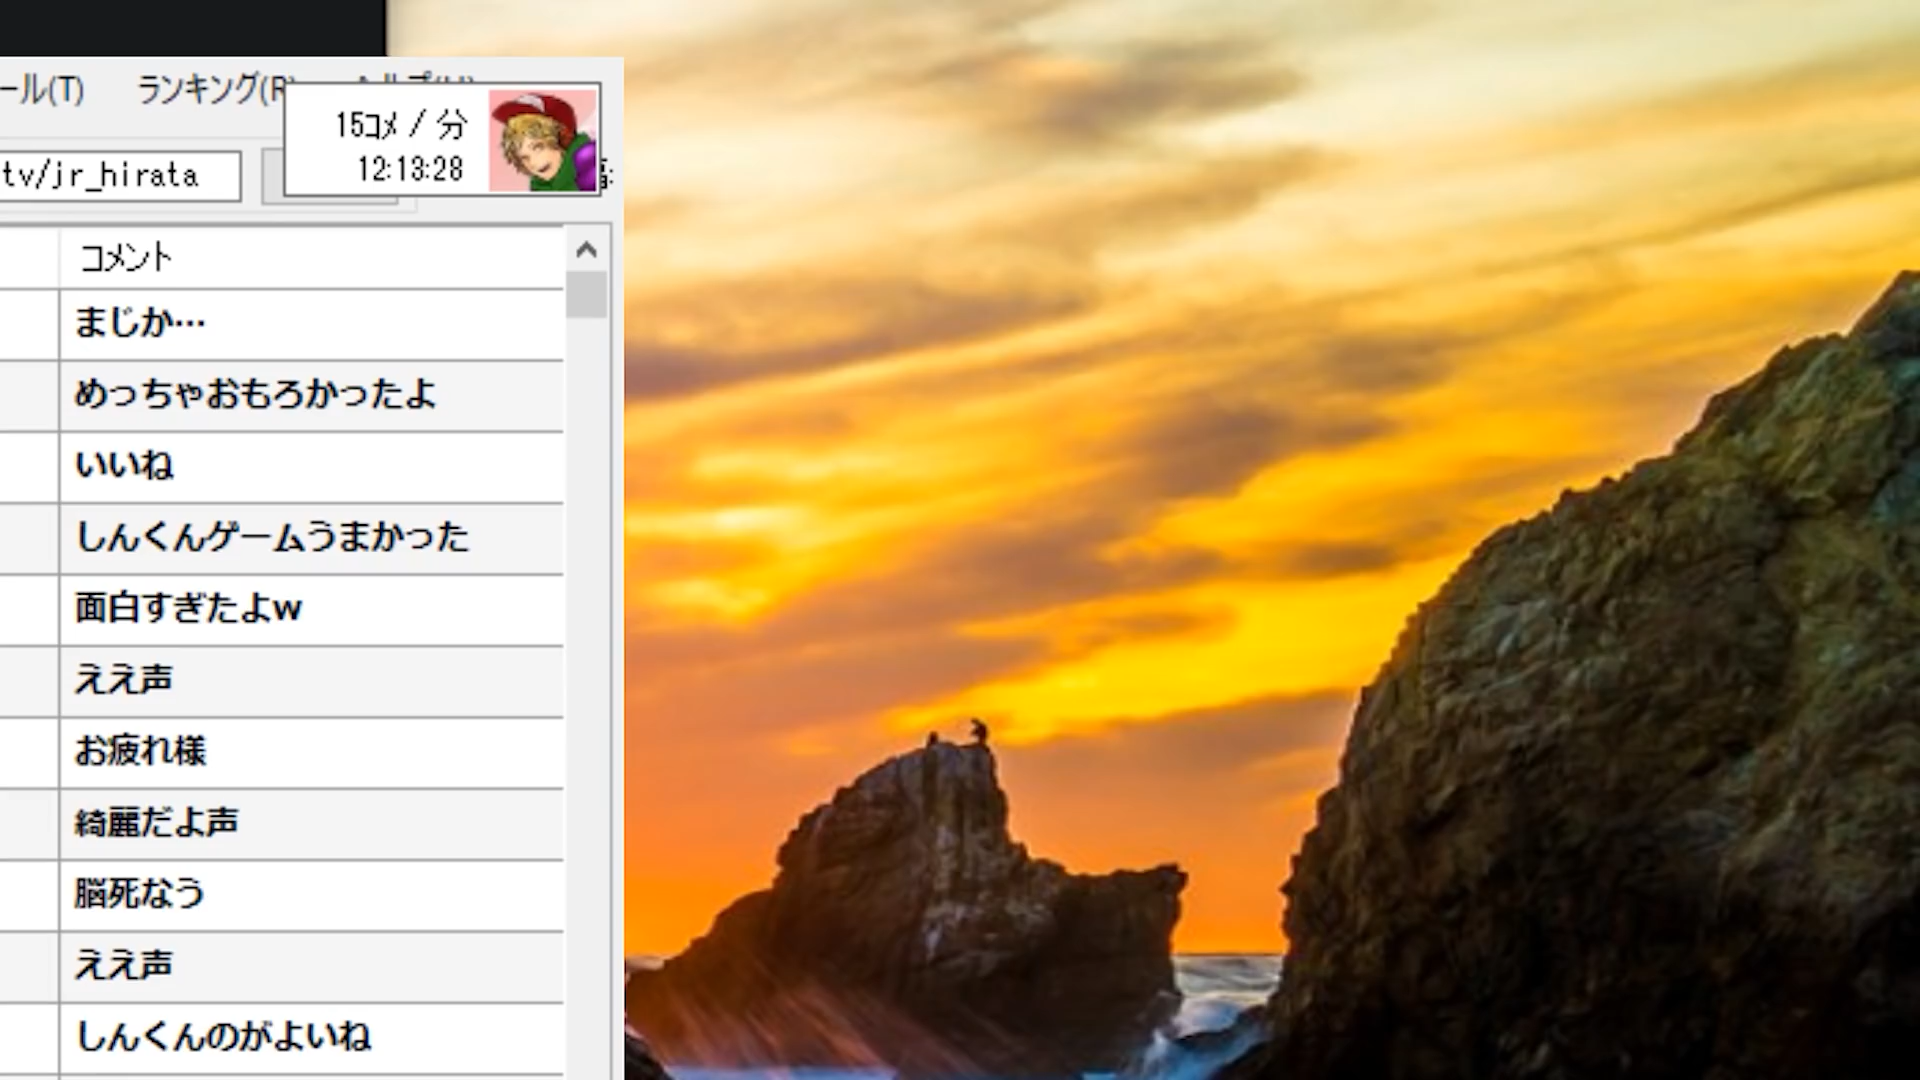 ール(T) ランキング(R) ヘルプ(H)
15コメ / 分
12:13:28
tv/jr_hirata
コメント
まじか…
めっちゃおもろかったよ
いいね
しんくんゲームうまかった
面白すぎたよw
ええ声
お疲れ様
綺麗だよ声
脳死なう
ええ声
しんくんのがよいね